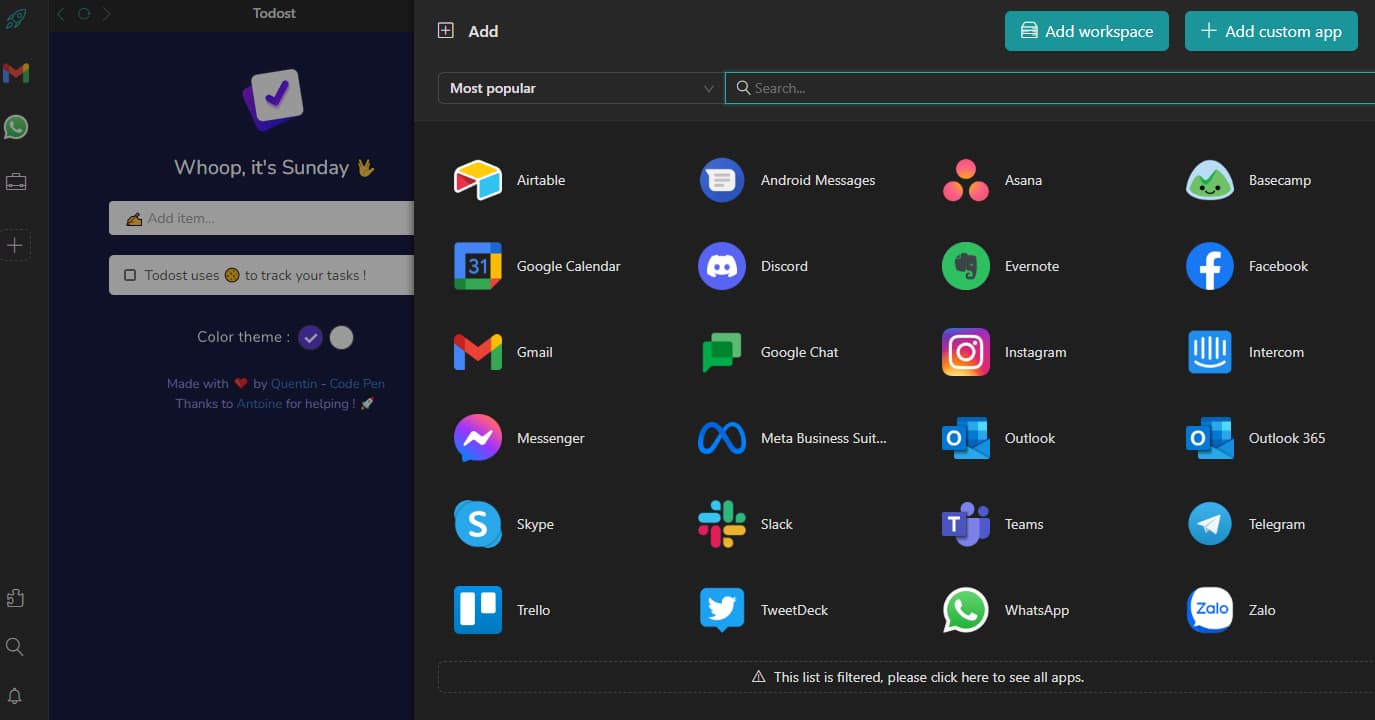 Todost
Whoop, it's Sunday 🖖
✍️ Add item...
Todost uses 🍪 to track your tasks !
Color theme :
Made with ❤️ by Quentin - Code Pen
Thanks to Antoine for helping ! 🚀
Add
Add workspace
Add custom app
Most popular
Search...
Airtable
Android Messages
Asana
Basecamp
31
Google Calendar
Discord
Evernote
Facebook
Gmail
Google Chat
Instagram
Intercom
Messenger
Meta Business Suit...
Outlook
Outlook 365
Skype
Slack
Teams
Telegram
Trello
TweetDeck
WhatsApp
Zalo
Zalo
⚠ This list is filtered, please click here to see all apps.